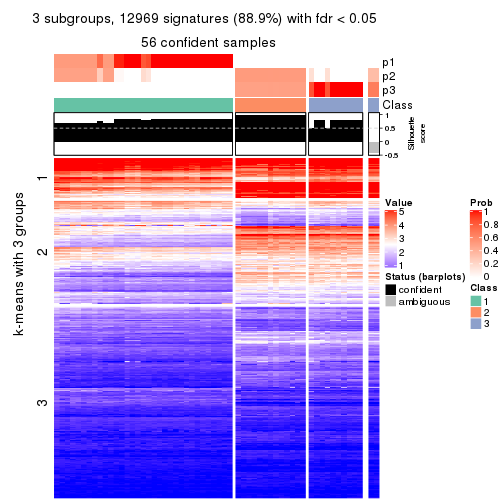 3 subgroups, 12969 signatures (88.9%) with fdr < 0.05
56 confident samples
p1
p2
p3
Class
1
0.5
0
-0.5
Silhouette
score
k-means with 3 groups
1
2
3
Value
5
4
3
2
1
Status (barplots)
confident
ambiguous
Prob
1
0.8
0.6
0.4
0.2
0
Class
1
2
3